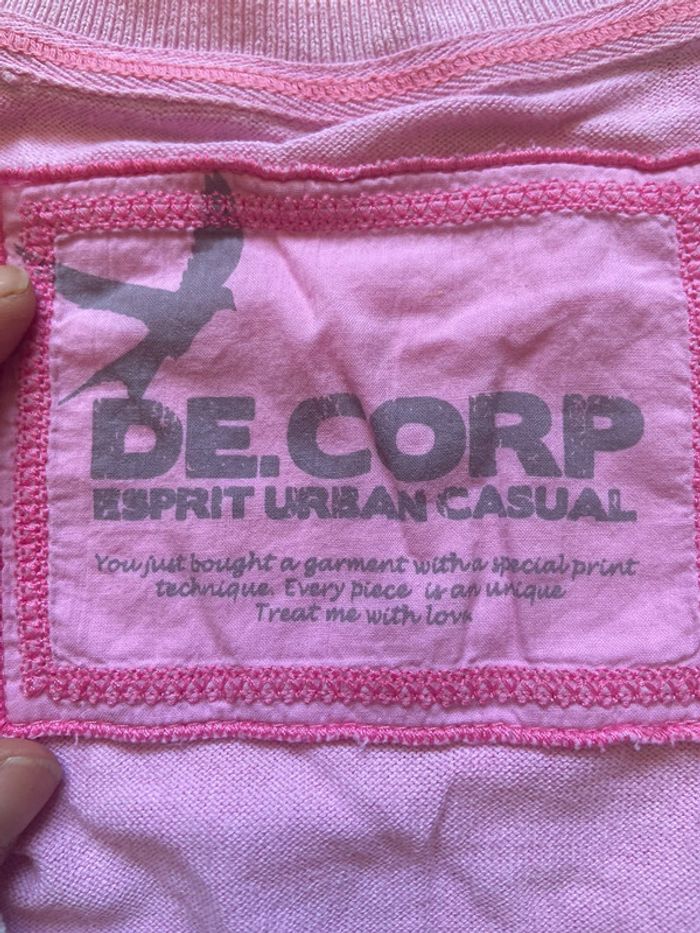 DE.CORP
ESPRIT URBAN CASUAL
You just bought a garment with a special print
technique. Every piece is an unique
Treat me with love